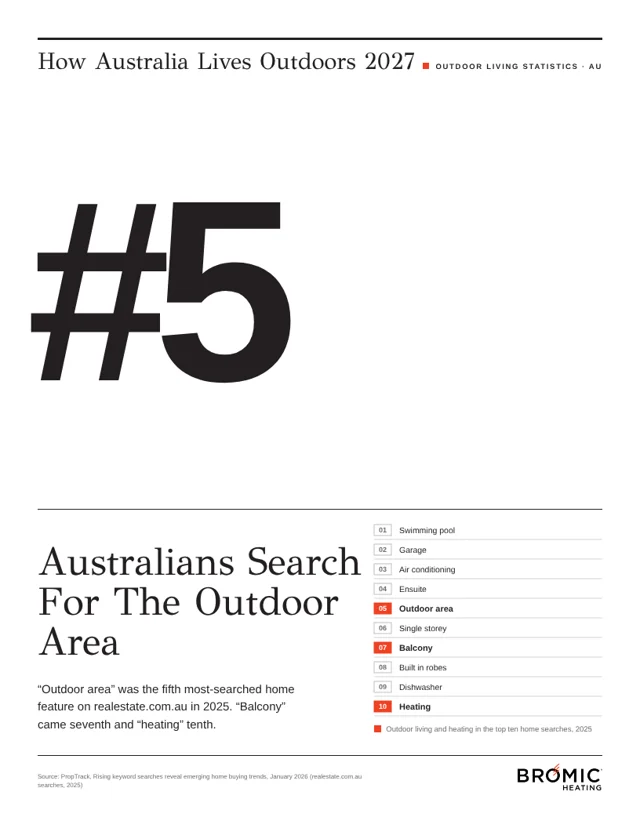 How Australia Lives Outdoors 2027
OUTDOOR LIVING STATISTICS · AU
#5
Australians Search
For The Outdoor
Area
“Outdoor area” was the fifth most-searched home
feature on realestate.com.au in 2025. “Balcony”
came seventh and “heating” tenth.
01 Swimming pool
02 Garage
03 Air conditioning
04 Ensuite
05 Outdoor area
06 Single storey
07 Balcony
08 Built in robes
09 Dishwasher
10 Heating
Outdoor living and heating in the top ten home searches, 2025
Source: PropTrack. Rising keyword searches reveal emerging home buying trends, January 2026 (realestate.com.au
searches, 2025)
BROMIC
HEATING